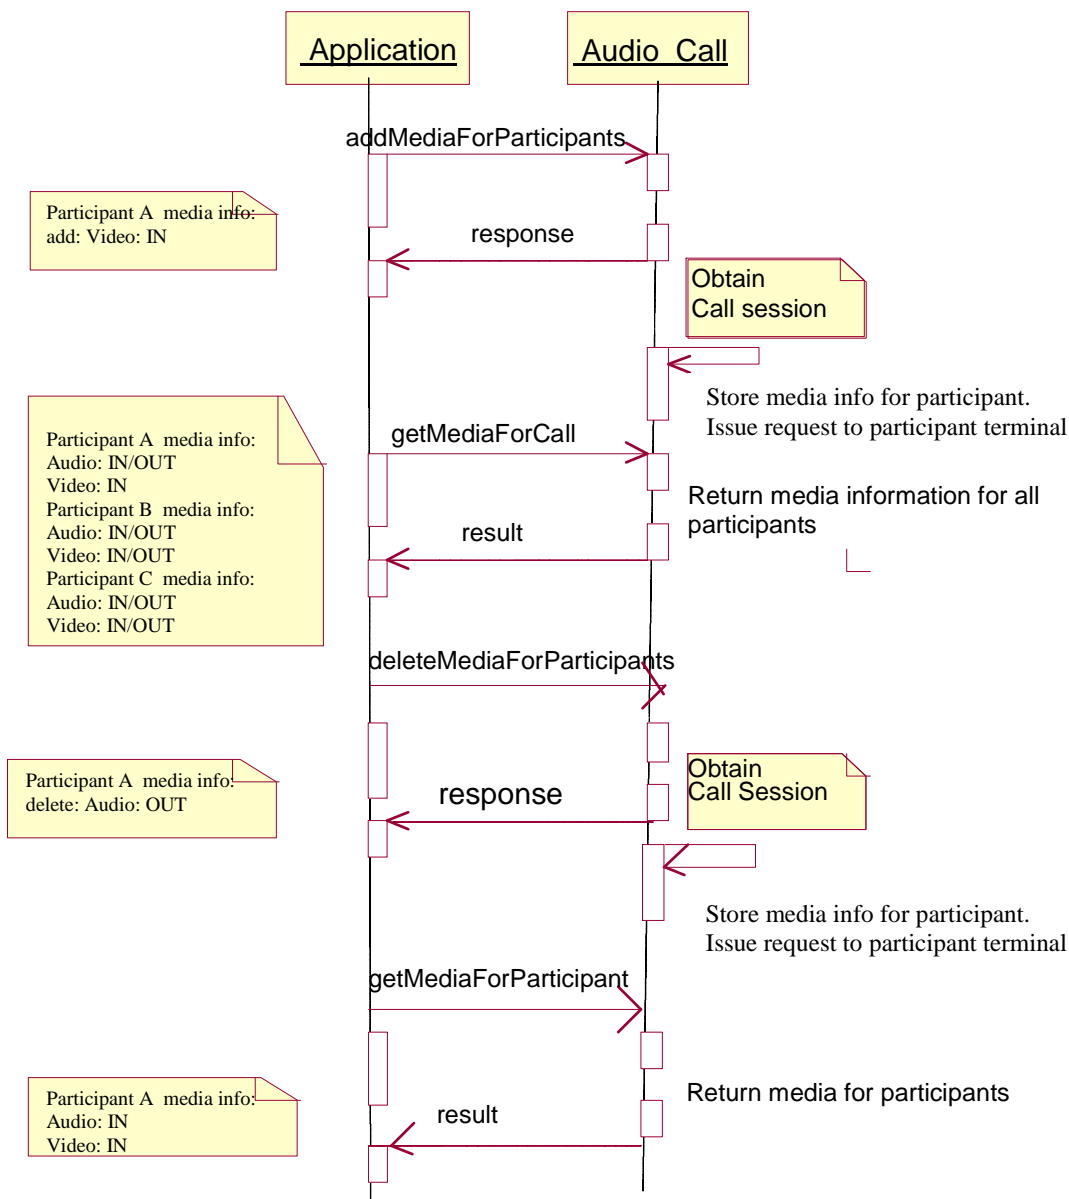 Application
Audio Call
addMediaForParticipants
Participant A media info:
add: Video: IN
response
Obtain
Call session
Store media info for participant.
Issue request to participant terminal
getMediaForCall
Participant A media info:
Audio: IN/OUT
Video: IN
Participant B media info:
Audio: IN/OUT
Video: IN/OUT
Participant C media info:
Audio: IN/OUT
Video: IN/OUT
Return media information for all
participants
result
deleteMediaForParticipants
Participant A media info:
delete: Audio: OUT
response
Obtain
Call Session
Store media info for participant.
Issue request to participant terminal
getMediaForParticipant
Participant A media info:
Audio: IN
Video: IN
Return media for participants
result